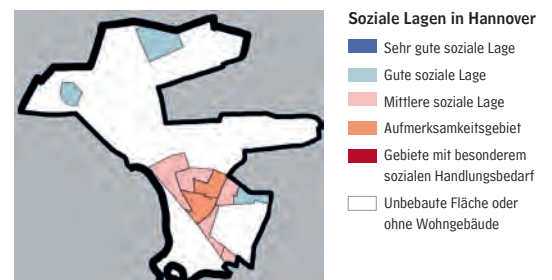 Soziale Lagen in Hannover
Sehr gute soziale Lage
Gute soziale Lage
Mittlere soziale Lage
Aufmerksamkeitsgebiet
Gebiete mit besonderem
sozialen Handlungsbedarf
Unbebaute Fläche oder
ohne Wohngebäude